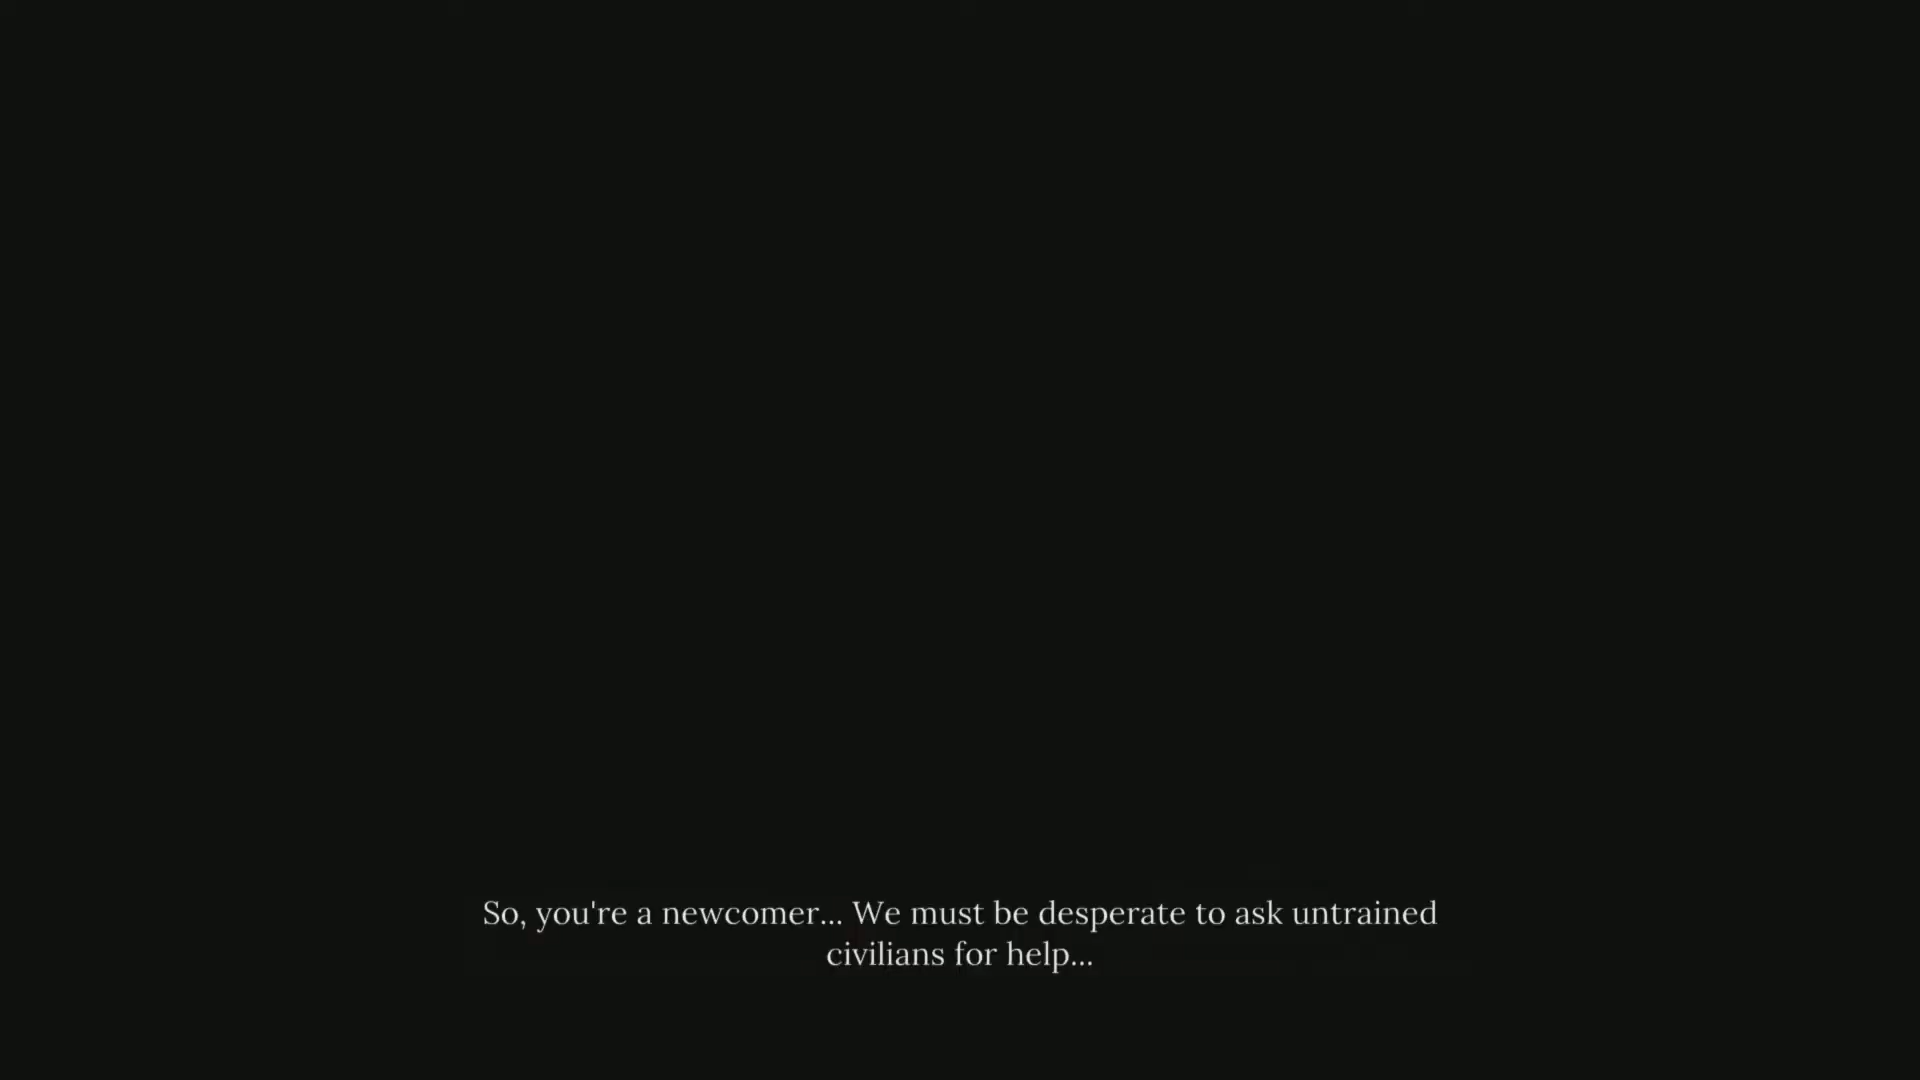 So, you're a newcomer... We must be desperate to ask untrained
civilians for help...